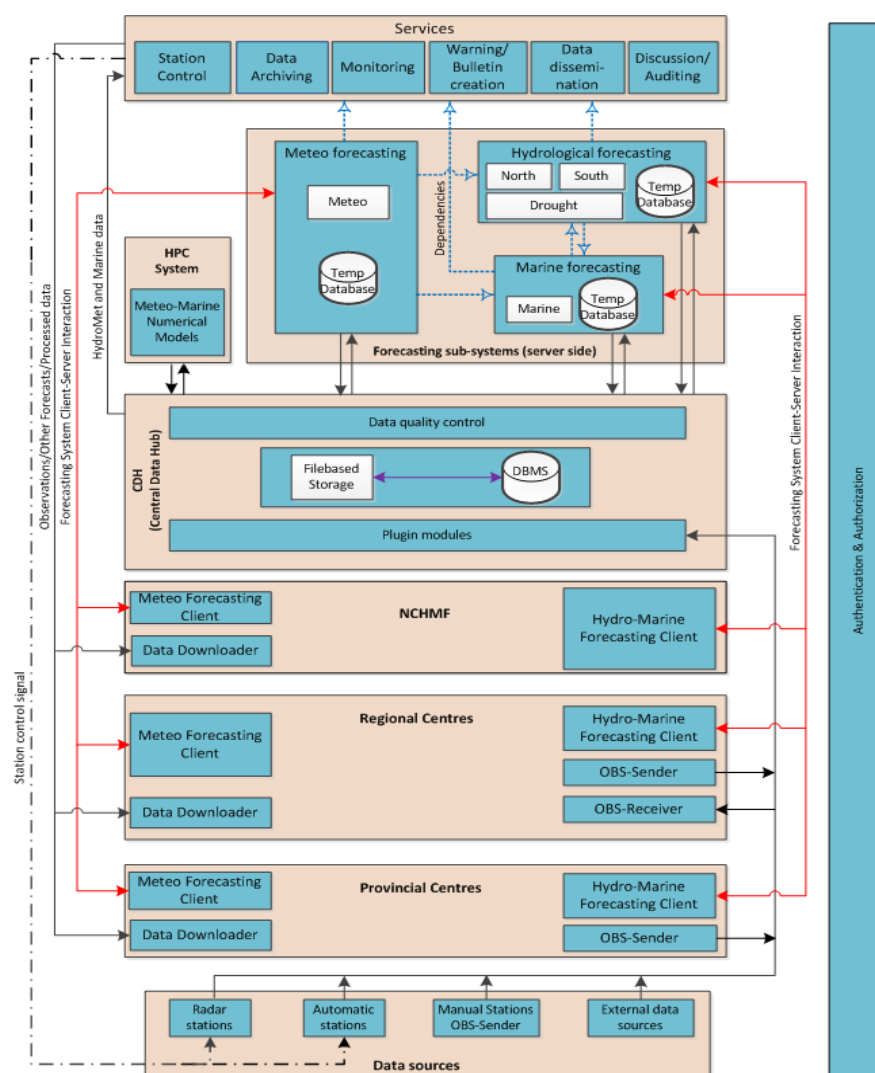 Services
Station
Control
Data
Archiving
Monitoring
Warning/
Bulletin
creation
Data
dissemi-
nation
Discussion/
Auditing
Meteo forecasting
Meteo
Temp
Database
Dependencies
Hydrological forecasting
North
South
Drought
Temp
Database
Marine forecasting
Marine
Temp
Database
Forecasting sub-systems (server side)
HPC
System
Meteo-Marine
Numerical
Models
HydroMet and Marine data
Observations/Other Forecasts/Processed data
Forecasting System Client-Server Interaction
Station control signal
CDH
(Central Data Hub)
Data quality control
Filebased
Storage
DBMS
Plugin modules
Forecasting System Client-Server Interaction
Authentication & Authorization
NCHMF
Meteo Forecasting
Client
Data Downloader
Hydro-Marine
Forecasting Client
Regional Centres
Meteo Forecasting
Client
Data Downloader
Hydro-Marine
Forecasting Client
OBS-Sender
OBS-Receiver
Provincial Centres
Meteo Forecasting
Client
Data Downloader
Hydro-Marine
Forecasting Client
OBS-Sender
Radar
stations
Automatic
stations
Manual Stations
OBS-Sender
External data
sources
Data sources